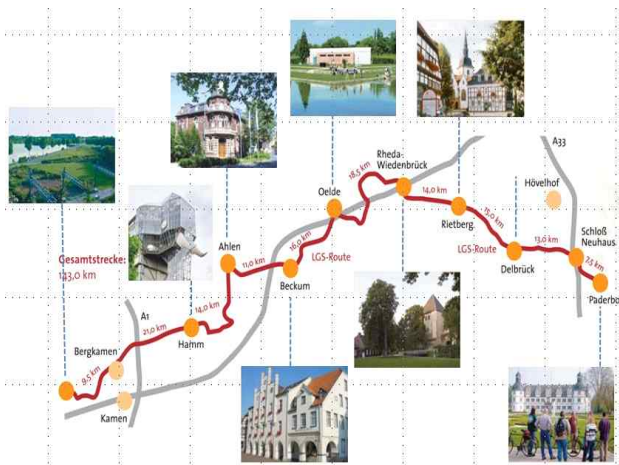 A33
Rheda-
Wiedenbrück
18,5 km
14,0 km
Hövelhof
Oelde
Rietberg
15,0 km
Schloß
Neuhaus
Gesamtstrecke:
143,0 km
Ahlen
16,0 km
LGS-Route
LGS-Route
13,0 km
7,5 km
11,0 km
Beckum
Delbrück
Paderbo
14,0 km
A1
21,0 km
Hamm
Bergkamen
9,5 km
Kamen